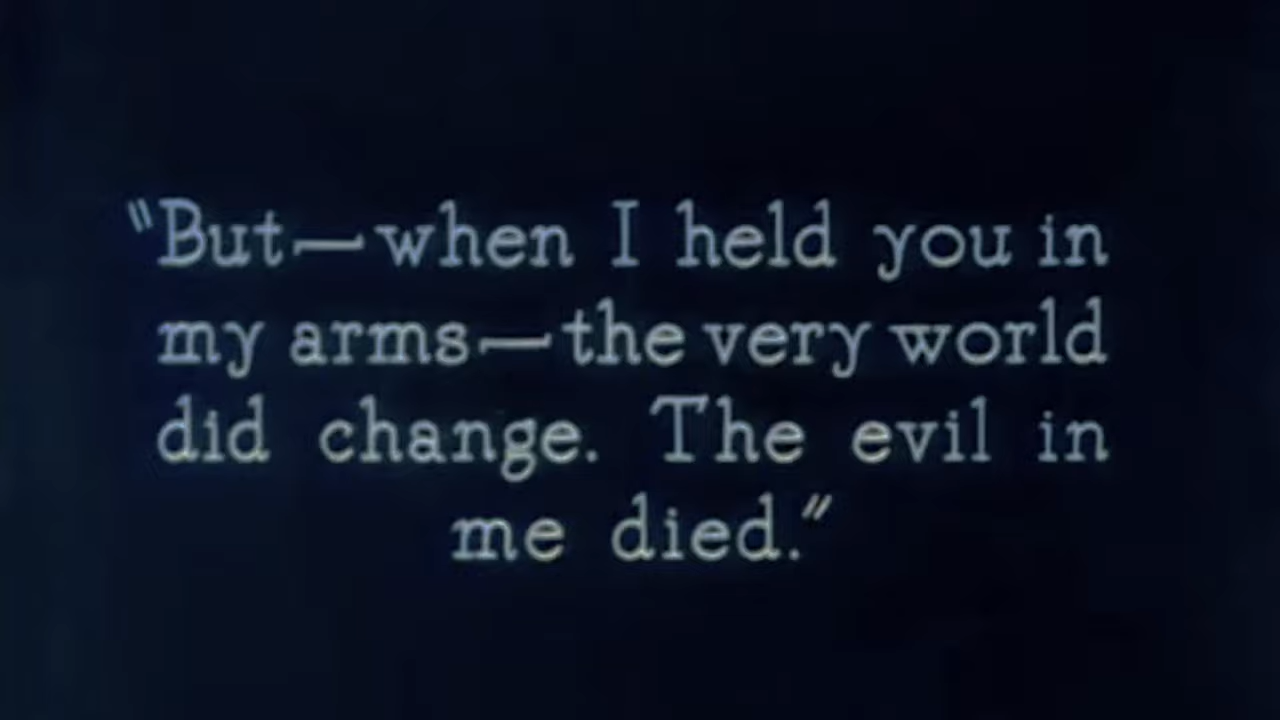 "But—when I held you in
my arms—the very world
did change. The evil in
me died."